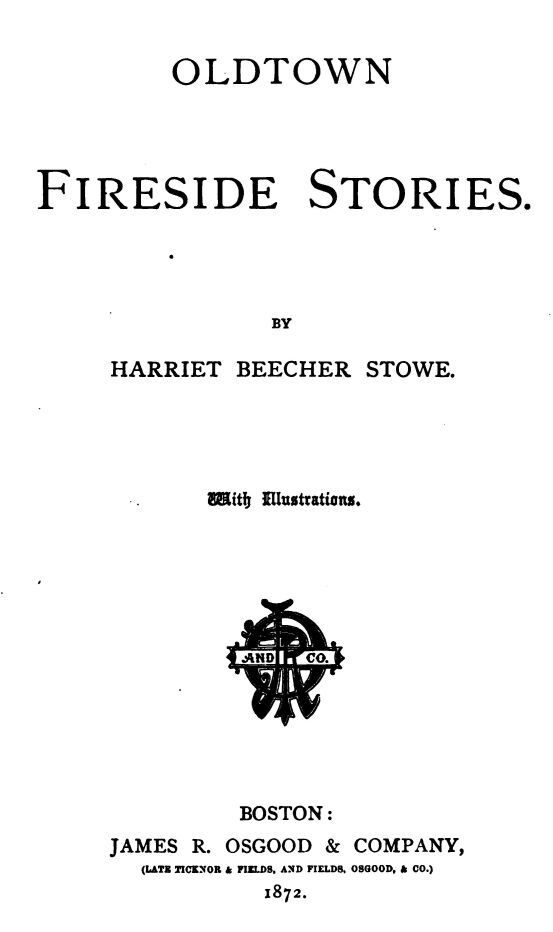 OLDTOWN
FIRESIDE STORIES.
BY
HARRIET BEECHER STOWE.
With Illustrations.
AND CO.
BOSTON:
JAMES R. OSGOOD & COMPANY,
(LATE TICKNOR & FIELDS, AND FIELDS, OSGOOD, & CO.)
1872.